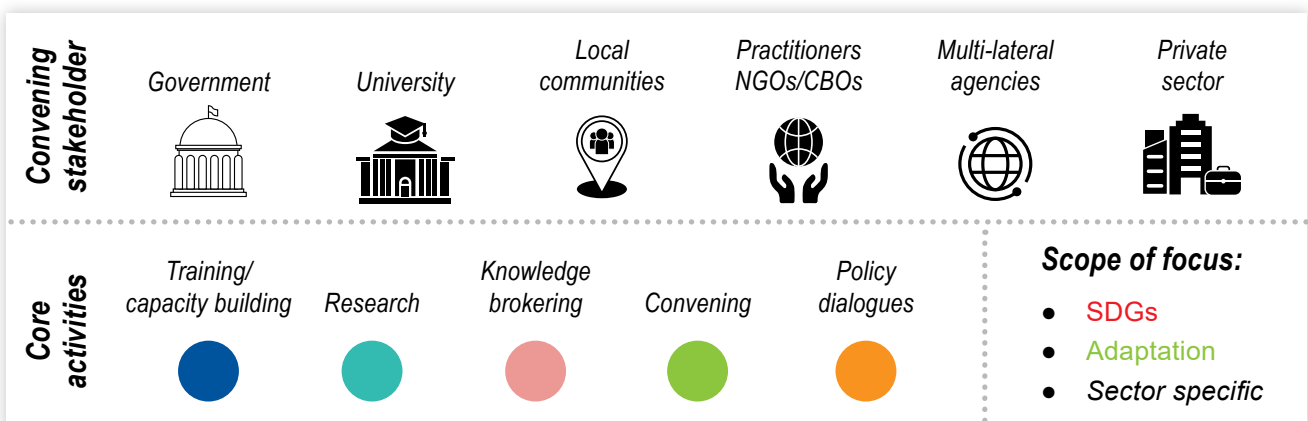 Convening
stakeholder
Government
University
Local
communities
Practitioners
NGOs/CBOs
Multi-lateral
agencies
Private
sector
Core
activities
Training/
capacity building
Research
Knowledge
brokering
Convening
Policy
dialogues
Scope of focus:
● SDGs
● Adaptation
● Sector specific